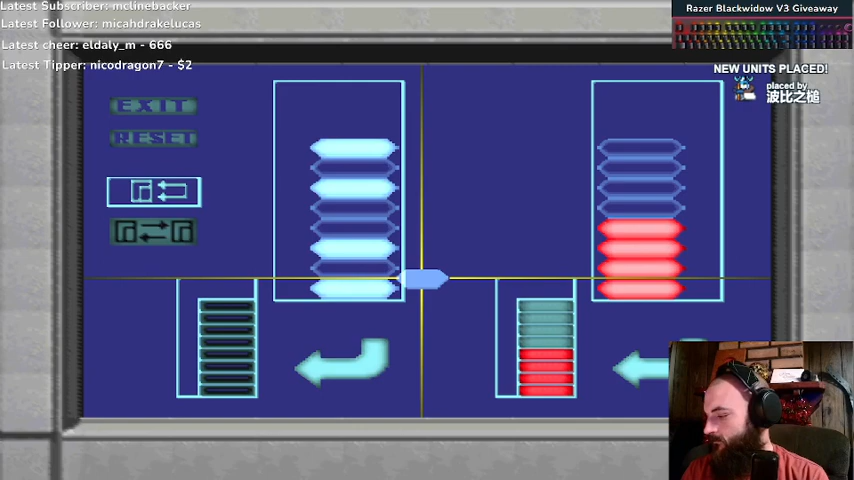 Latest Subscriber: mclinebacker
Latest Follower: micahdrakelucas
Latest cheer: eldaly_m - 666
Latest Tipper: nicodragon7 - $2
Razer Blackwidow V3 Giveaway
NEW UNITS PLACED!
placed by
波比之槌
EXIT
RESET